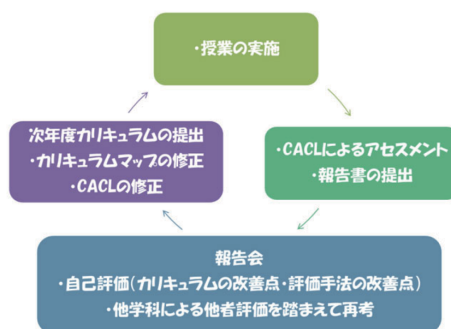 ・授業の実施
・CACLによるアセスメント
・報告書の提出
報告会
・自己評価(カリキュラムの改善点・評価手法の改善点)
・他学科による他者評価を踏まえて再考
次年度カリキュラムの提出
・カリキュラムマップの修正
・CACLの修正